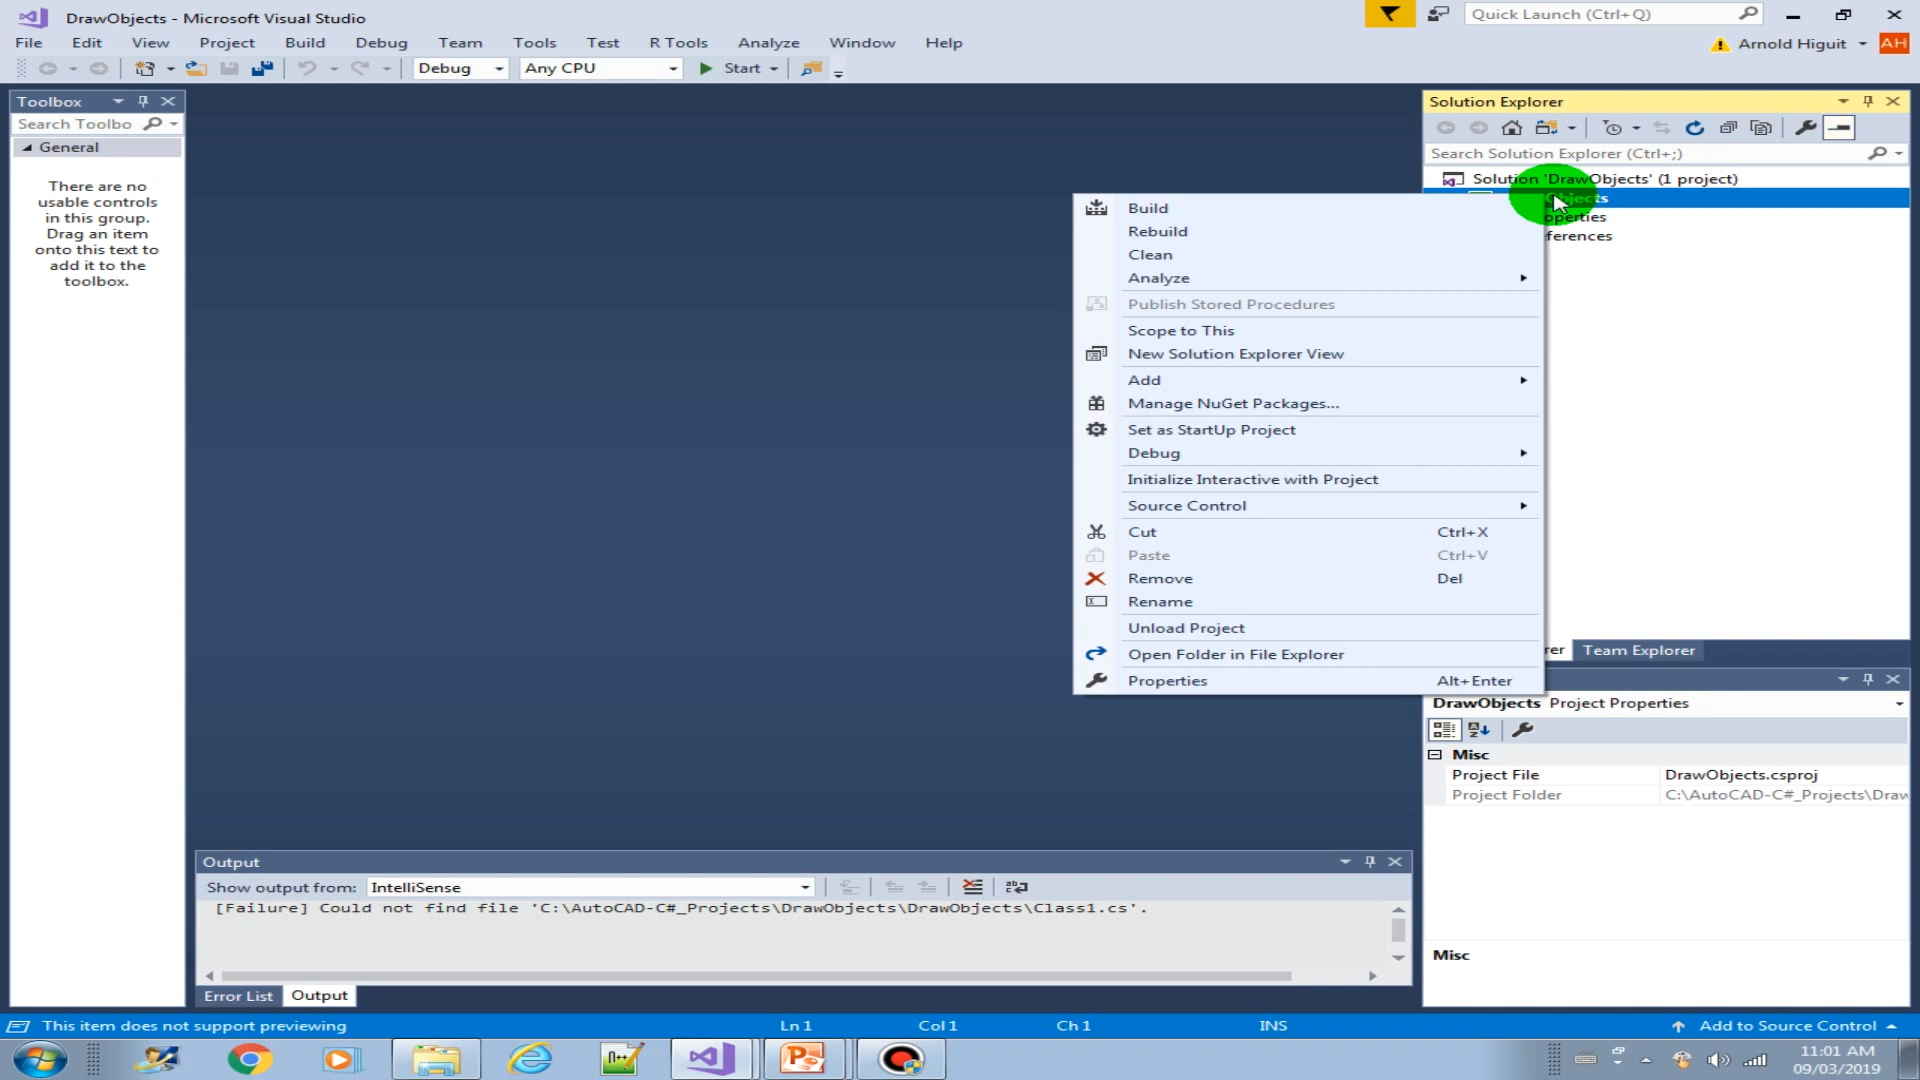 DrawObjects - Microsoft Visual Studio
Quick Launch (Ctrl+Q)
File Edit View Project Build Debug Team Tools Test R Tools Analyze Window Help
Arnold Higuit AH
Debug Any CPU Start
Toolbox
Search Toolbo
General
There are no
usable controls
in this group.
Drag an item
onto this text to
add it to the
toolbox.
Solution Explorer
Search Solution Explorer (Ctrl+;)
Solution 'DrawObjects' (1 project)
Objects
operties
ferences
Build
Rebuild
Clean
Analyze
Publish Stored Procedures
Scope to This
New Solution Explorer View
Add
Manage NuGet Packages...
Set as StartUp Project
Debug
Initialize Interactive with Project
Source Control
Cut Ctrl+X
Paste Ctrl+V
Remove Del
Rename
Unload Project
Open Folder in File Explorer
Properties Alt+Enter
rer Team Explorer
DrawObjects Project Properties
Misc
Project File DrawObjects.csproj
Project Folder C:\AutoCAD-C#_Projects\Draw
Misc
Output
Show output from: IntelliSense
[Failure] Could not find file 'C:\AutoCAD-C#_Projects\DrawObjects\DrawObjects\Class1.cs'.
Error List Output
This item does not support previewing Ln 1 Col 1 Ch 1 INS Add to Source Control
11:01 AM
09/03/2019